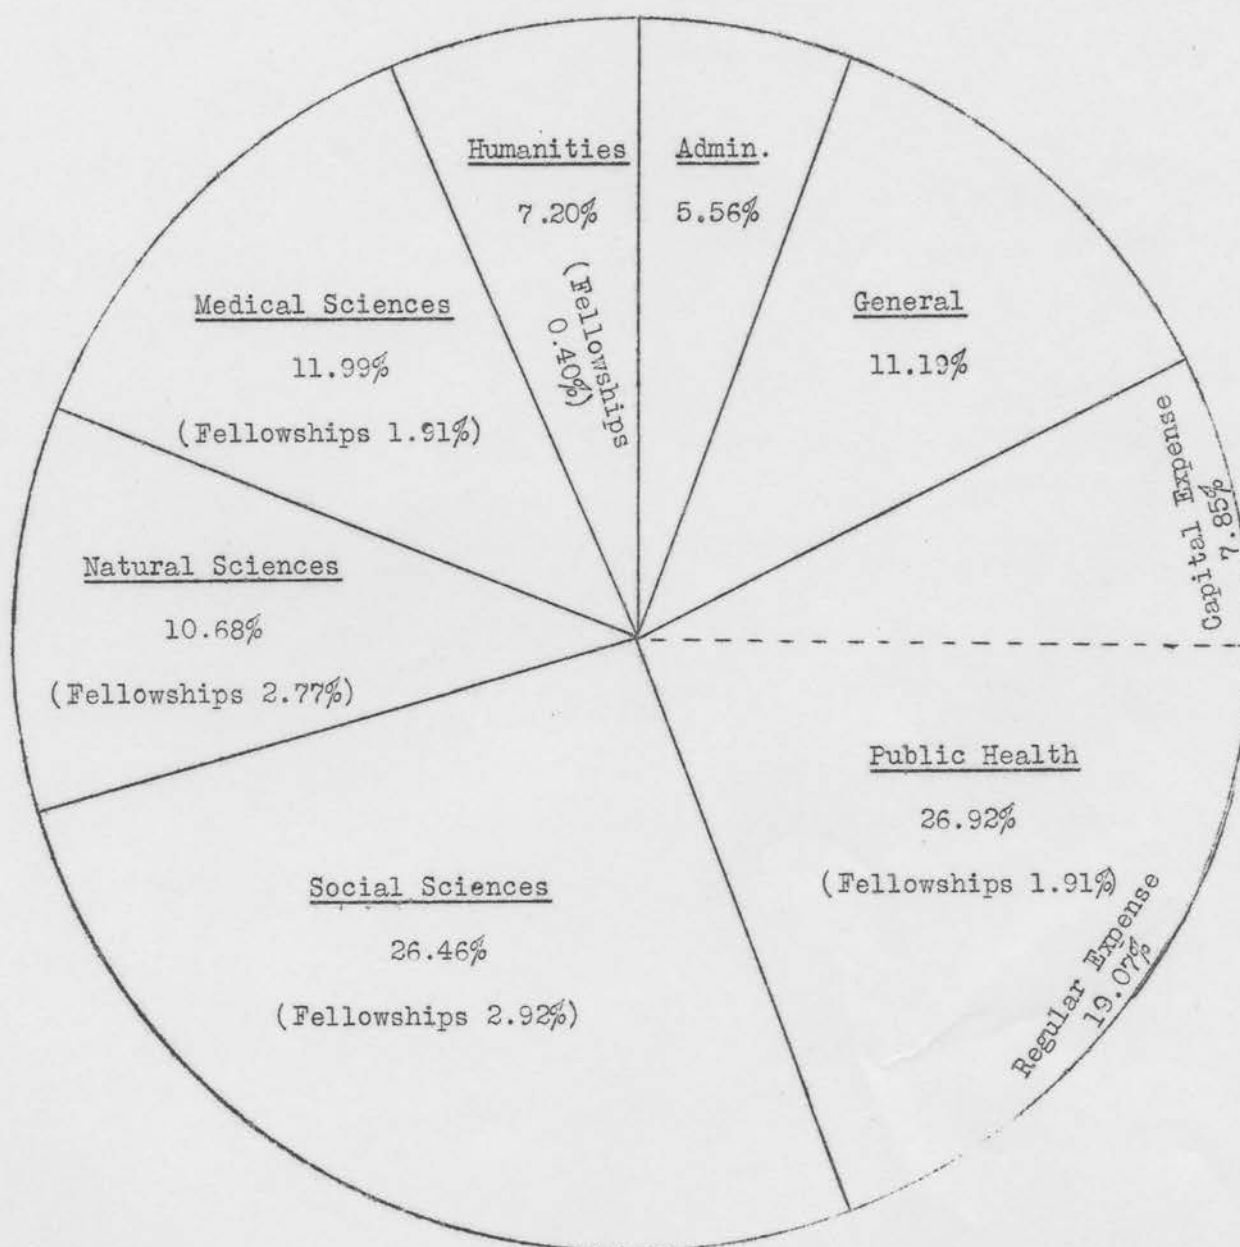 Humanities
7.20%
(Fellowships
0.40%)
Admin.
5.56%
General
11.19%
Capital Expense
7.85%
Public Health
26.92%
(Fellowships 1.91%)
Regular Expense
19.07%
Social Sciences
26.46%
(Fellowships 2.92%)
Natural Sciences
10.68%
(Fellowships 2.77%)
Medical Sciences
11.99%
(Fellowships 1.91%)